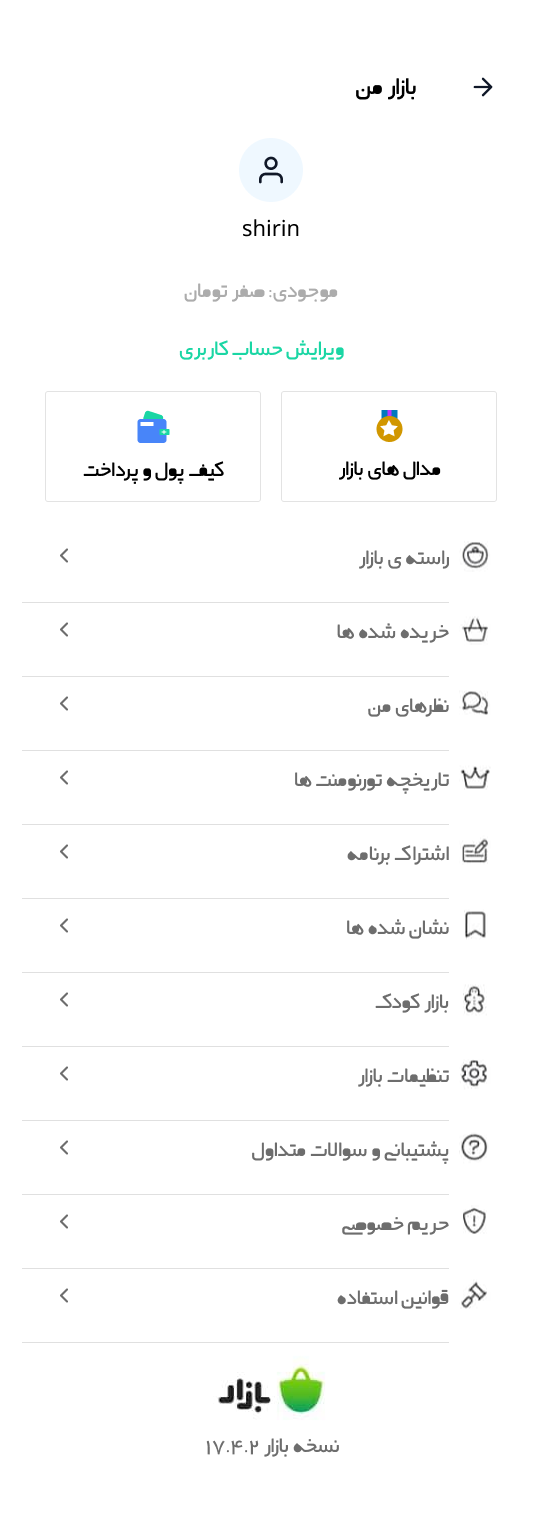 بازار من
shirin
موجودی: صفر تومان
ویرایش حساب کاربری
مدال های بازار
کیف پول و پرداخت
راسته ی بازار
خریده شده ها
نظرهای من
تاریخچه تورنومنت ها
اشتراک برنامه
نشان شده ها
بازار کودک
تنظیمات بازار
پشتیبانی و سوالات متداول
حریم خصوصی
قوانین استفاده
بازار
نسخه بازار ۱۷.۴.۲